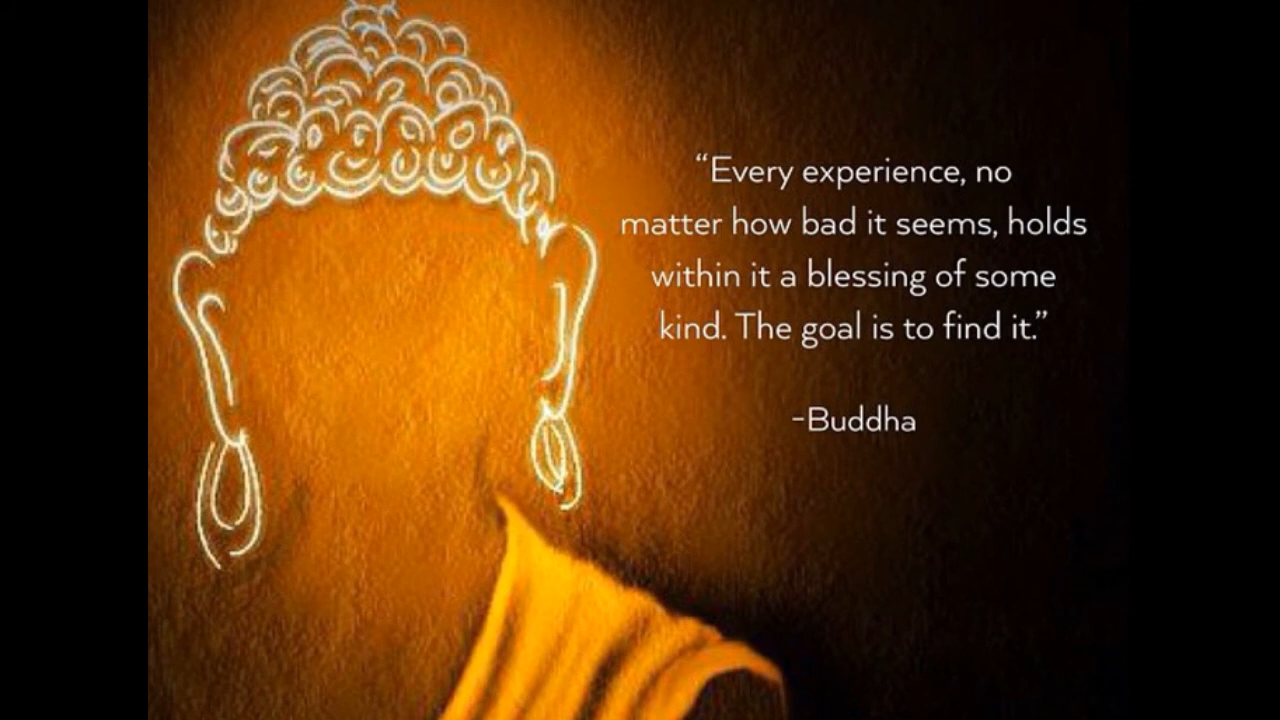 “Every experience, no
matter how bad it seems, holds
within it a blessing of some
kind. The goal is to find it.”
-Buddha